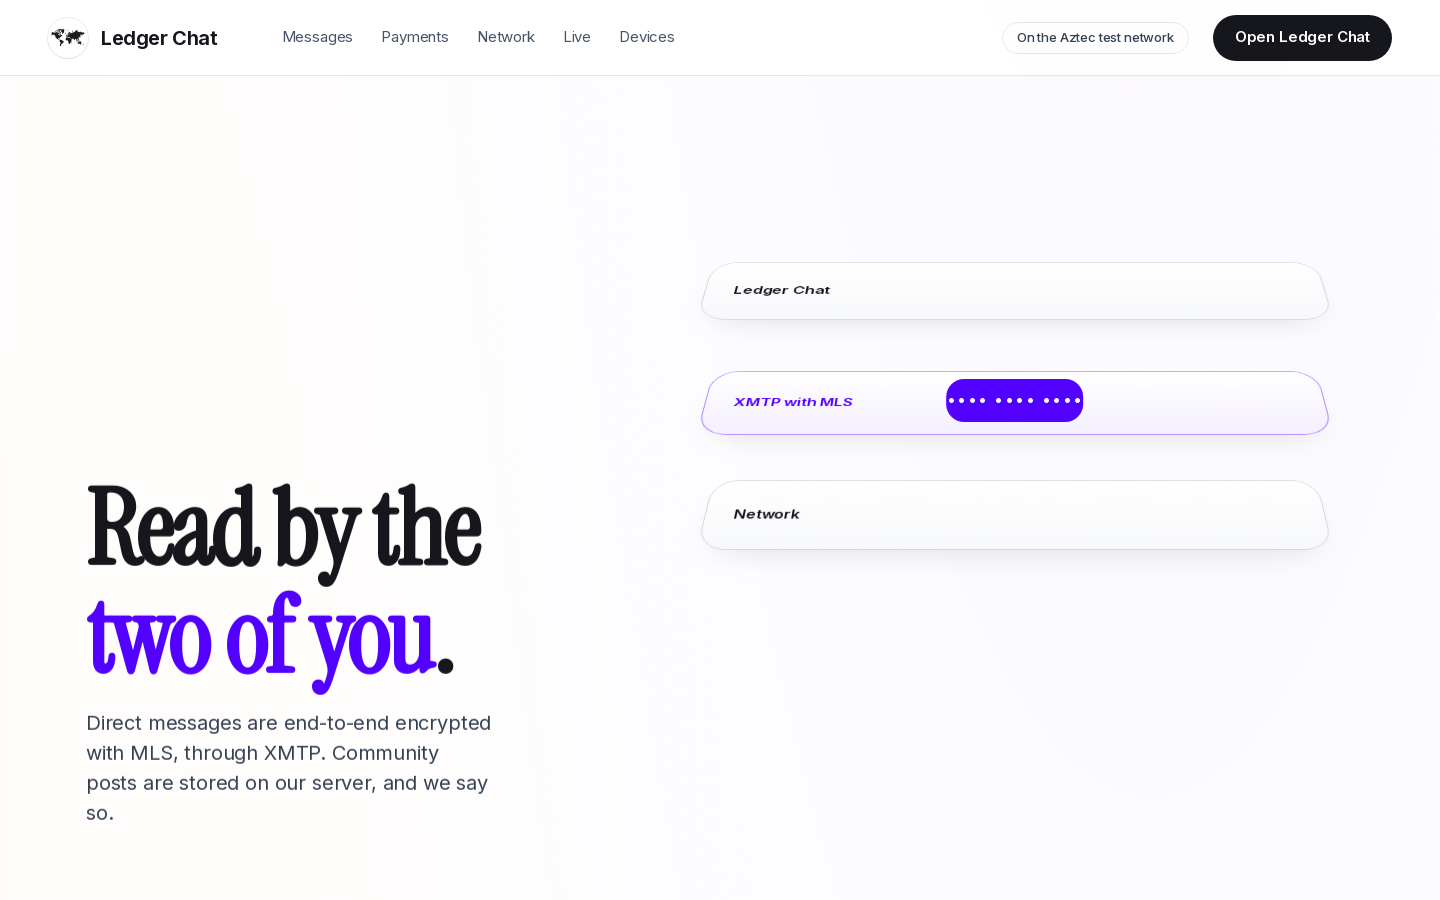 Ledger Chat
Messages
Payments
Network
Live
Devices
On the Aztec test network
Open Ledger Chat
Ledger Chat
XMTP with MLS
•••• •••• ••••
Network
Read by the
two of you.
Direct messages are end-to-end encrypted
with MLS, through XMTP. Community
posts are stored on our server, and we say
so.